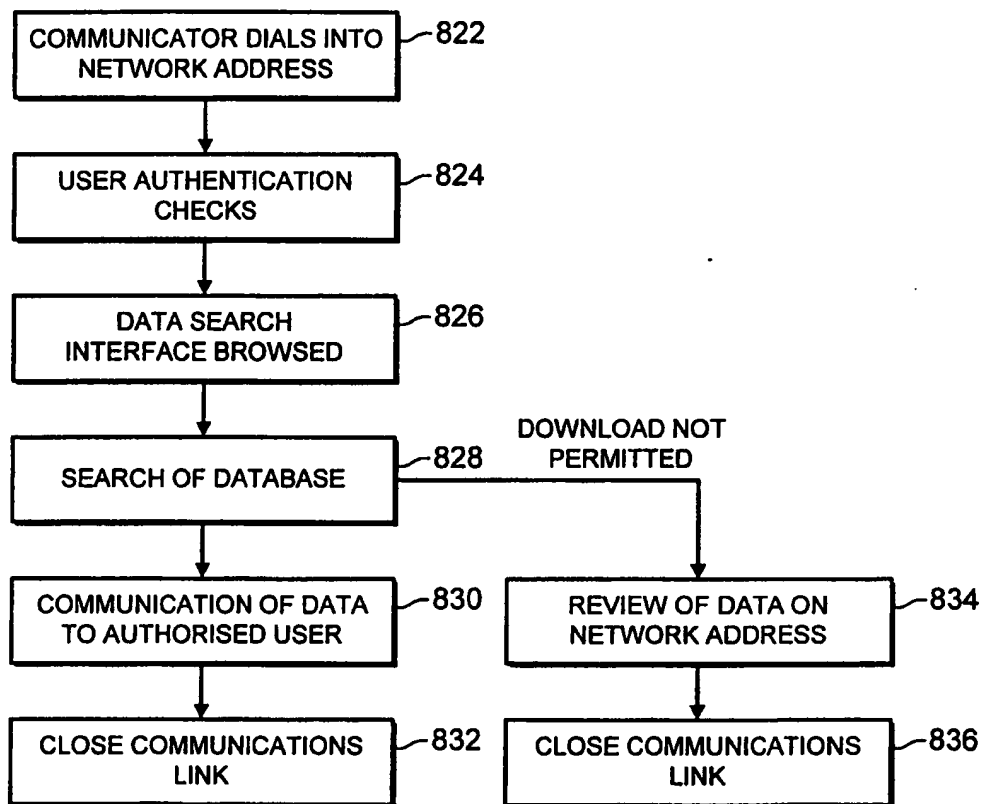 COMMUNICATOR DIALS INTO
NETWORK ADDRESS
822
USER AUTHENTICATION
CHECKS
824
DATA SEARCH
INTERFACE BROWSED
826
SEARCH OF DATABASE
828
DOWNLOAD NOT
PERMITTED
COMMUNICATION OF DATA
TO AUTHORISED USER
830
REVIEW OF DATA ON
NETWORK ADDRESS
834
CLOSE COMMUNICATIONS
LINK
832
CLOSE COMMUNICATIONS
LINK
836